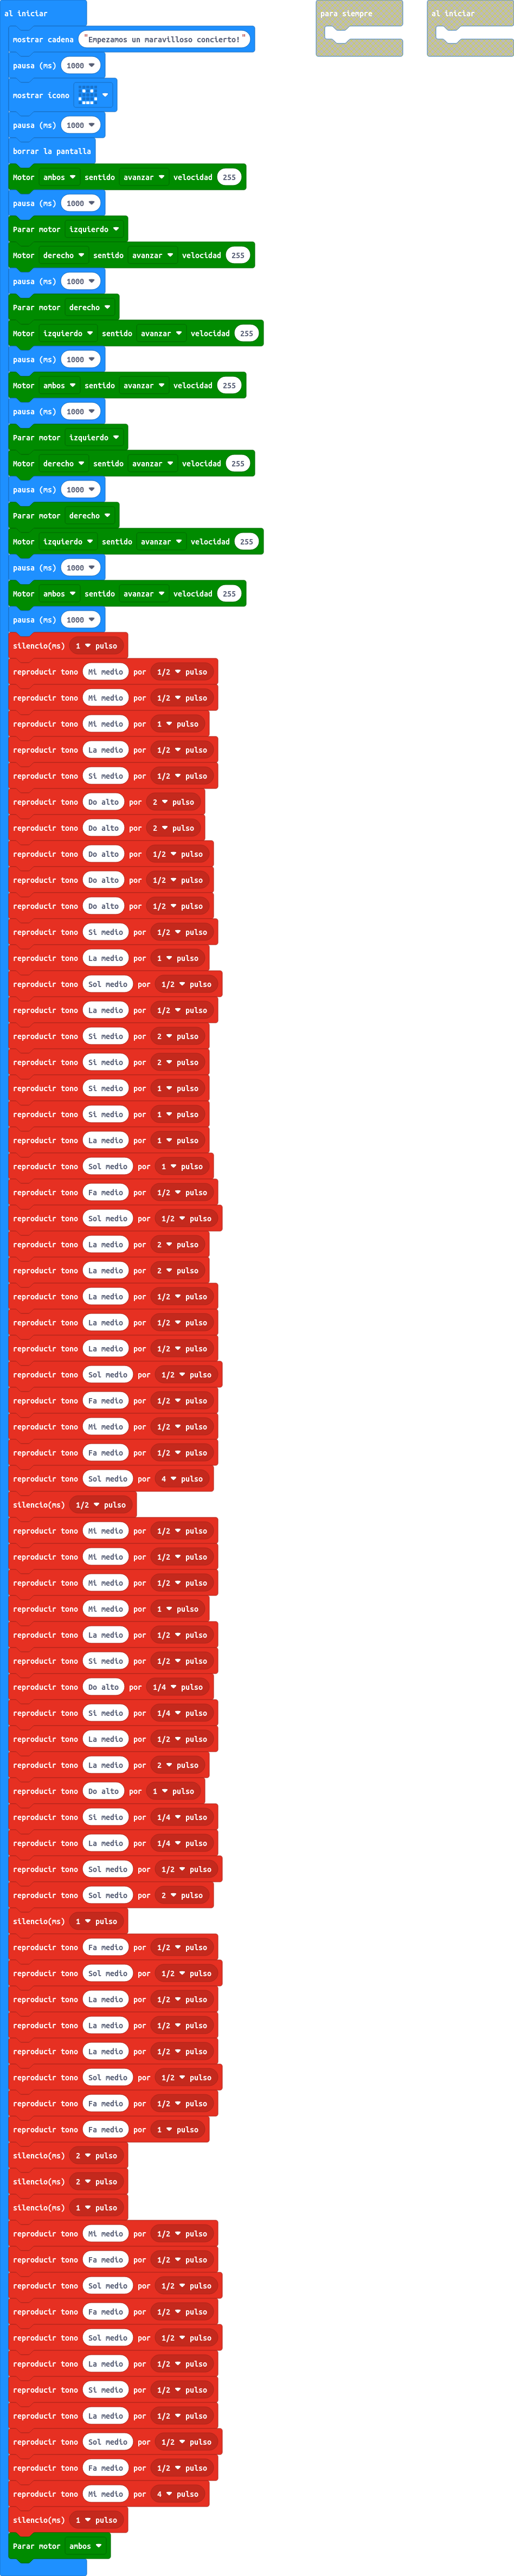 al iniciar
mostrar cadena "Empezamos un maravilloso concierto!"
pausa (ms) 1000
mostrar icono
pausa (ms) 1000
borrar la pantalla
Motor ambos sentido avanzar velocidad 255
pausa (ms) 1000
Parar motor izquierdo
Motor derecho sentido avanzar velocidad 255
pausa (ms) 1000
Parar motor derecho
Motor izquierdo sentido avanzar velocidad 255
pausa (ms) 1000
Motor ambos sentido avanzar velocidad 255
pausa (ms) 1000
Parar motor izquierdo
Motor derecho sentido avanzar velocidad 255
pausa (ms) 1000
Parar motor derecho
Motor izquierdo sentido avanzar velocidad 255
pausa (ms) 1000
Motor ambos sentido avanzar velocidad 255
pausa (ms) 1000
silencio(ms) 1 pulso
reproducir tono Mi medio por 1/2 pulso
reproducir tono Mi medio por 1/2 pulso
reproducir tono Mi medio por 1 pulso
reproducir tono La medio por 1/2 pulso
reproducir tono Si medio por 1/2 pulso
reproducir tono Do alto por 2 pulso
reproducir tono Do alto por 2 pulso
reproducir tono Do alto por 1/2 pulso
reproducir tono Do alto por 1/2 pulso
reproducir tono Do alto por 1/2 pulso
reproducir tono Si medio por 1/2 pulso
reproducir tono La medio por 1 pulso
reproducir tono Sol medio por 1/2 pulso
reproducir tono La medio por 1/2 pulso
reproducir tono Si medio por 2 pulso
reproducir tono Si medio por 2 pulso
reproducir tono Si medio por 1 pulso
reproducir tono Si medio por 1 pulso
reproducir tono La medio por 1 pulso
reproducir tono Sol medio por 1 pulso
reproducir tono Fa medio por 1/2 pulso
reproducir tono Sol medio por 1/2 pulso
reproducir tono La medio por 2 pulso
reproducir tono La medio por 2 pulso
reproducir tono La medio por 1/2 pulso
reproducir tono La medio por 1/2 pulso
reproducir tono La medio por 1/2 pulso
reproducir tono Sol medio por 1/2 pulso
reproducir tono Fa medio por 1/2 pulso
reproducir tono Mi medio por 1/2 pulso
reproducir tono Fa medio por 1/2 pulso
reproducir tono Sol medio por 4 pulso
silencio(ms) 1/2 pulso
reproducir tono Mi medio por 1/2 pulso
reproducir tono Mi medio por 1/2 pulso
reproducir tono Mi medio por 1/2 pulso
reproducir tono Mi medio por 1 pulso
reproducir tono La medio por 1/2 pulso
reproducir tono Si medio por 1/2 pulso
reproducir tono Do alto por 1/4 pulso
reproducir tono Si medio por 1/4 pulso
reproducir tono La medio por 1/2 pulso
reproducir tono La medio por 2 pulso
reproducir tono Do alto por 1 pulso
reproducir tono Si medio por 1/4 pulso
reproducir tono La medio por 1/4 pulso
reproducir tono Sol medio por 1/2 pulso
reproducir tono Sol medio por 2 pulso
silencio(ms) 1 pulso
reproducir tono Fa medio por 1/2 pulso
reproducir tono Sol medio por 1/2 pulso
reproducir tono La medio por 1/2 pulso
reproducir tono La medio por 1/2 pulso
reproducir tono La medio por 1/2 pulso
reproducir tono Sol medio por 1/2 pulso
reproducir tono Fa medio por 1/2 pulso
reproducir tono Fa medio por 1 pulso
silencio(ms) 2 pulso
silencio(ms) 2 pulso
silencio(ms) 1 pulso
reproducir tono Mi medio por 1/2 pulso
reproducir tono Fa medio por 1/2 pulso
reproducir tono Sol medio por 1/2 pulso
reproducir tono Fa medio por 1/2 pulso
reproducir tono Sol medio por 1/2 pulso
reproducir tono La medio por 1/2 pulso
reproducir tono Si medio por 1/2 pulso
reproducir tono La medio por 1/2 pulso
reproducir tono Sol medio por 1/2 pulso
reproducir tono Fa medio por 1/2 pulso
reproducir tono Mi medio por 4 pulso
silencio(ms) 1 pulso
Parar motor ambos
para siempre
al iniciar